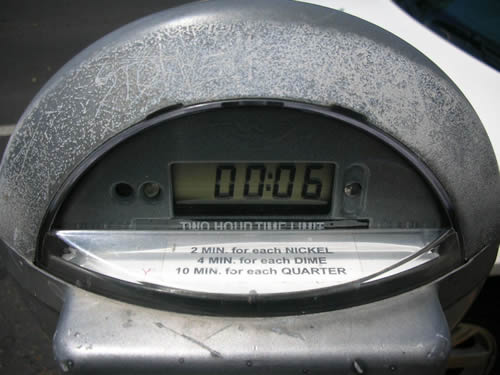 00:06
TWO HOUR TIME LIMIT
2 MIN. for each NICKEL
4 MIN. for each DIME
10 MIN. for each QUARTER